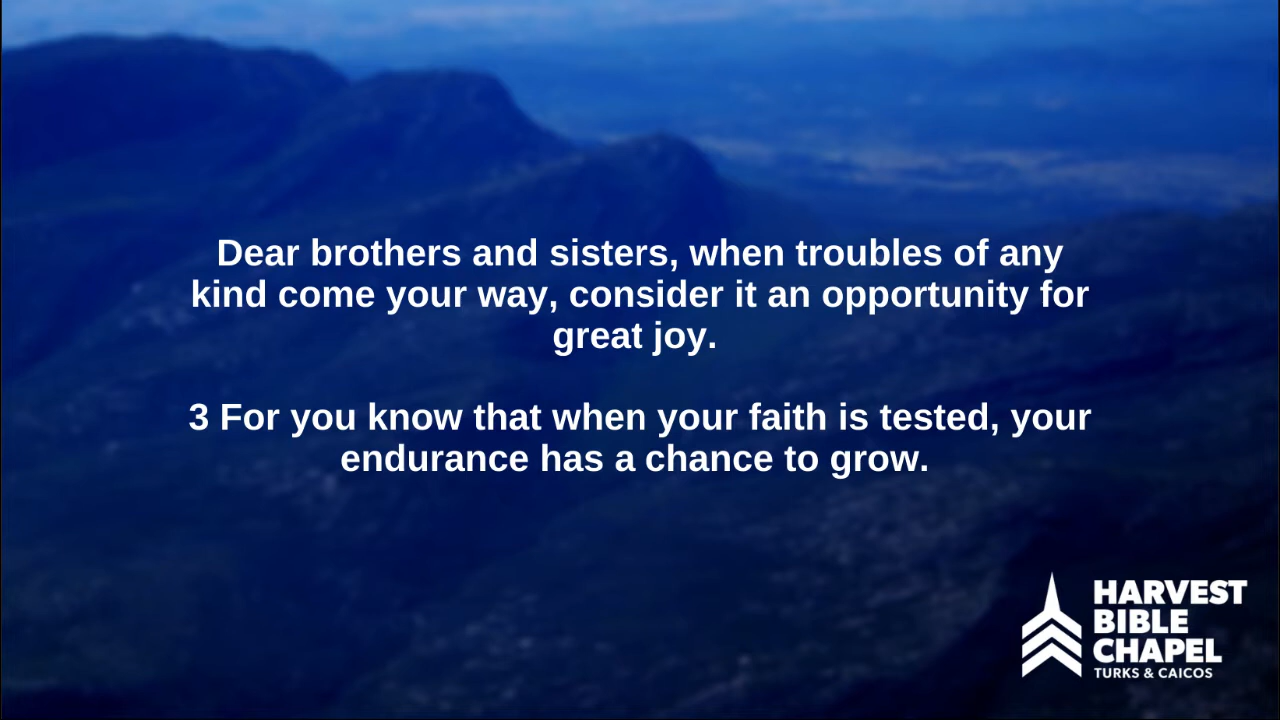 Dear brothers and sisters, when troubles of any
kind come your way, consider it an opportunity for
great joy.
3 For you know that when your faith is tested, your
endurance has a chance to grow.
HARVEST
BIBLE
CHAPEL
TURKS & CAICOS